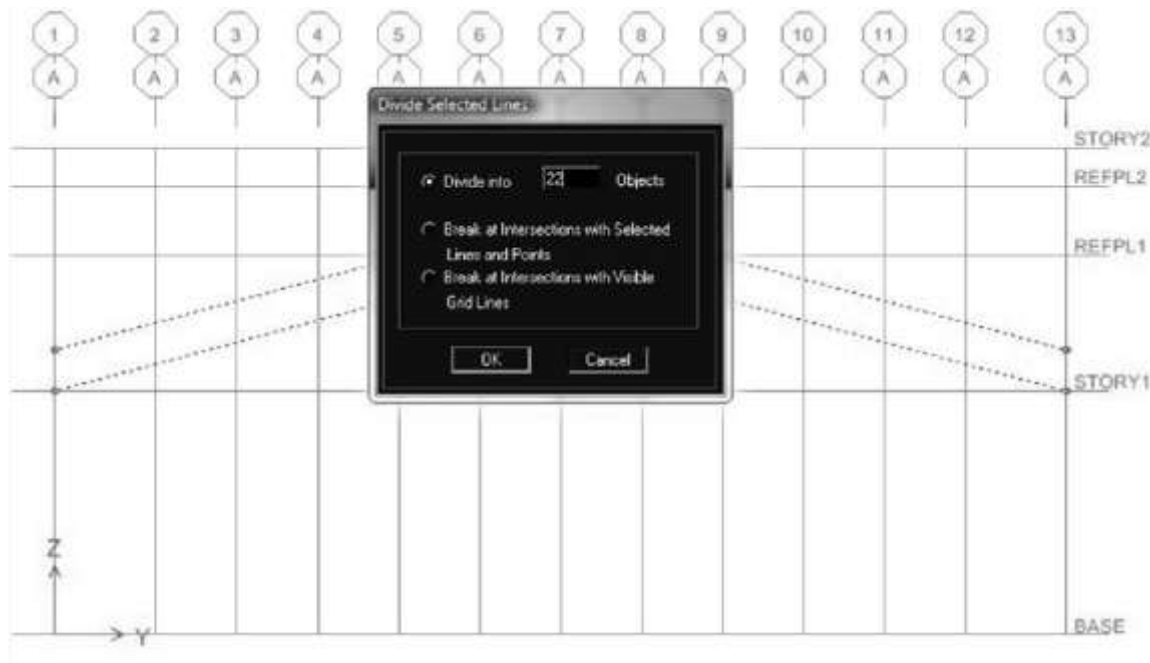 1 2 3 4 5 6 7 8 9 10 11 12 13
A A A A A A A A A A A A A
Divide Selected Lines
STORY2
REFPL2
Divide into 22 Objects
Break at Intersections with Selected
Lines and Points
REFPL1
Break at Intersections with Visible
Grid Lines
OK Cancel
STORY1
Z
Y
BASE